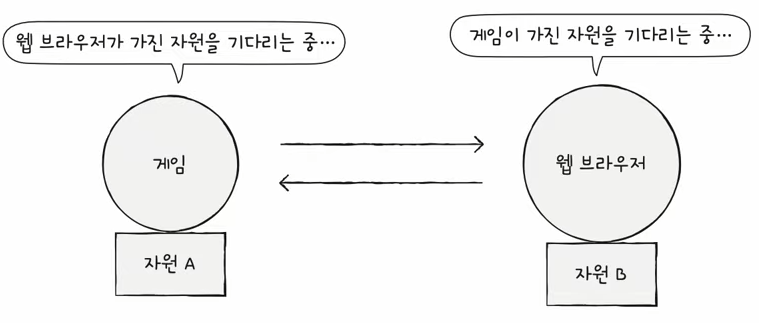 웹 브라우저가 가진 자원을 기다리는 중…
게임이 가진 자원을 기다리는 중…
게임
웹 브라우저
자원 A
자원 B